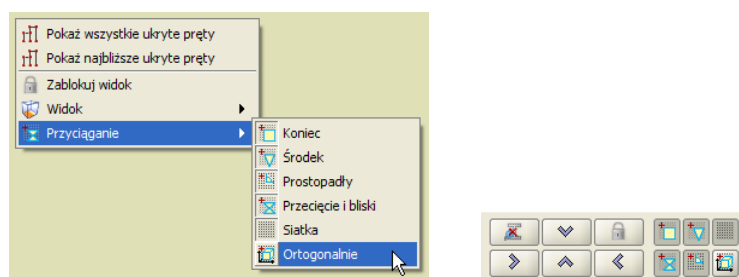 Pokaż wszystkie ukryte pręty
Pokaż najbliższe ukryte pręty
Zablokuj widok
Widok
Przyciąganie
Koniec
Środek
Prostopadły
Przecięcie i bliski
Siatka
Ortogonalnie